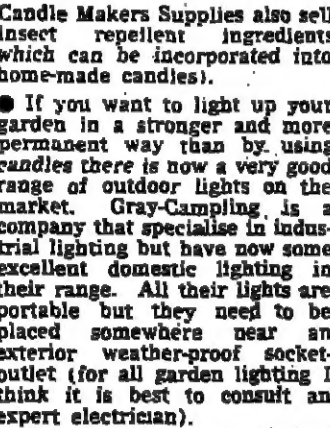 Candle Makers Supplies also sell
insect repellent ingredients
which can be incorporated into
home-made candles).
● If you want to light up your
garden in a stronger and more
permanent way than by using
candles there is now a very good
range of outdoor lights on the
market. Gray-Campling is a
company that specialise in indus-
trial lighting but have now some
excellent domestic lighting in
their range. All their lights are
portable but they need to be
placed somewhere near an
exterior weather-proof socket-
outlet (for all garden lighting I
think it is best to consult an
expert electrician).